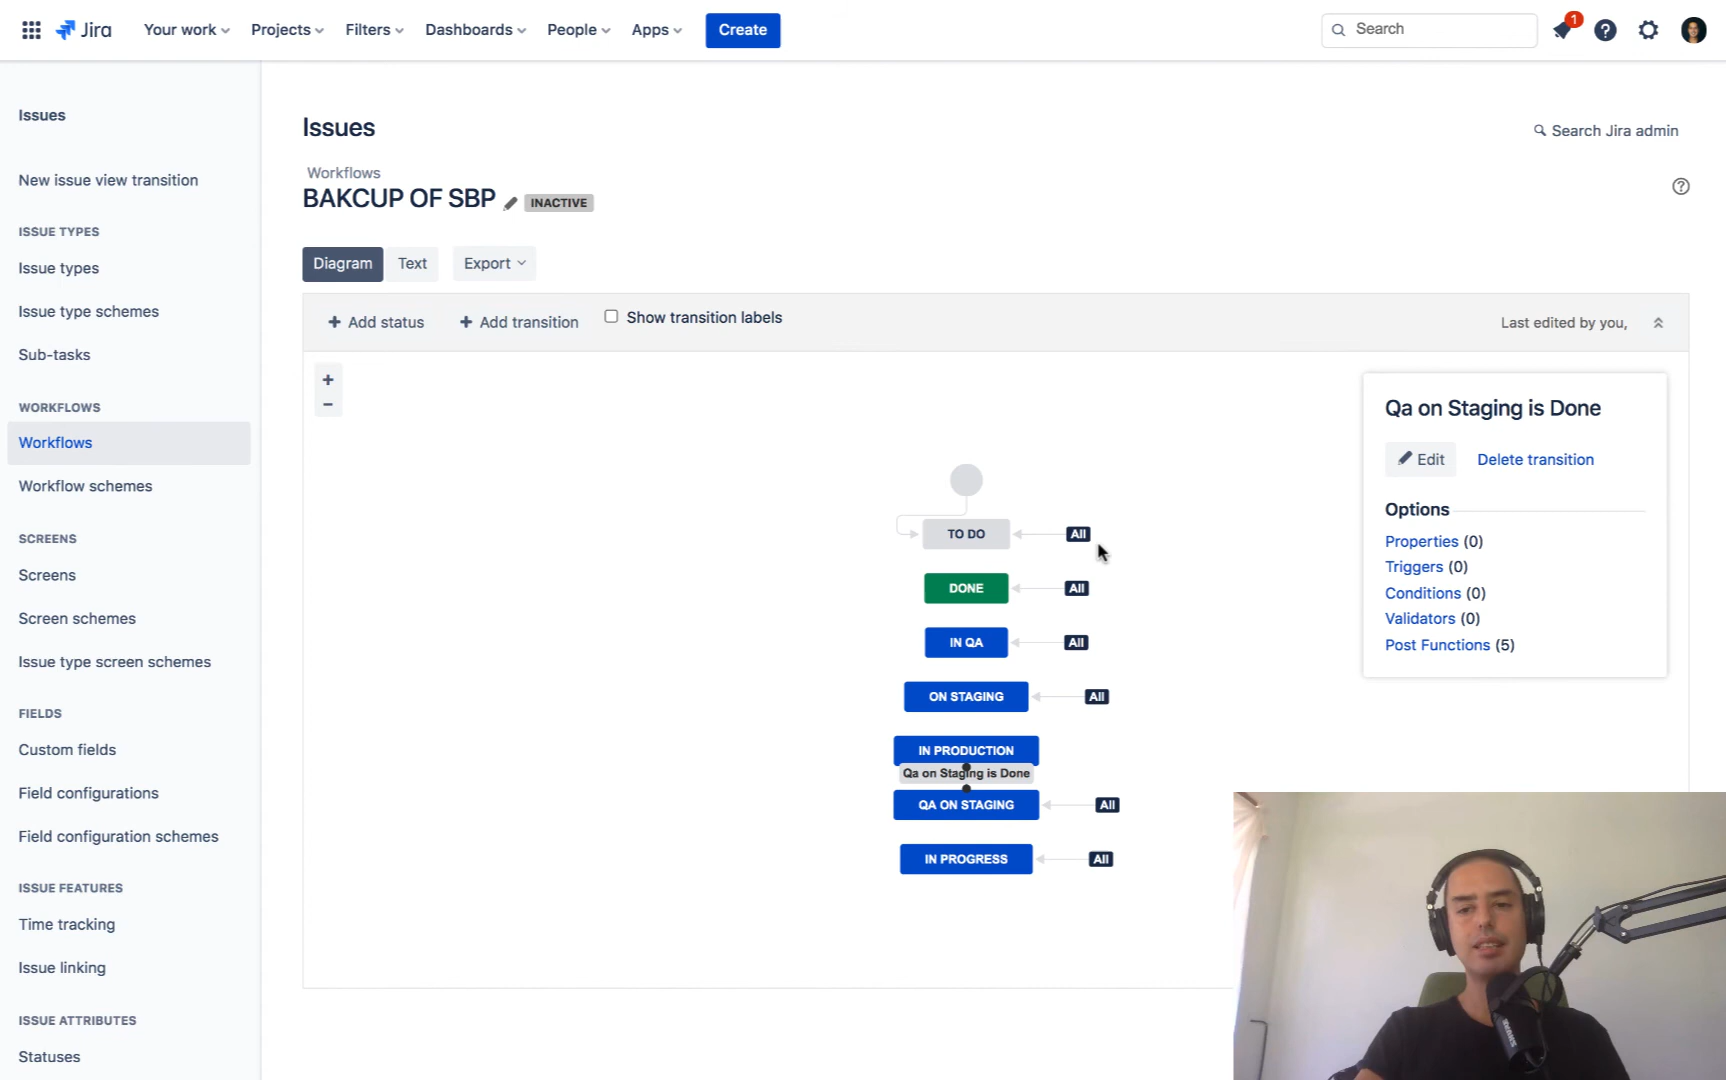 Jira
Your work
Projects
Filters
Dashboards
People
Apps
Create
Search
1
Issues
New issue view transition
ISSUE TYPES
Issue types
Issue type schemes
Sub-tasks
WORKFLOWS
Workflows
Workflow schemes
SCREENS
Screens
Screen schemes
Issue type screen schemes
FIELDS
Custom fields
Field configurations
Field configuration schemes
ISSUE FEATURES
Time tracking
Issue linking
ISSUE ATTRIBUTES
Statuses
Issues
Search Jira admin
Workflows
BAKCUP OF SBP
INACTIVE
Diagram
Text
Export
+ Add status
+ Add transition
Show transition labels
Last edited by you,
+
−
TO DO
All
DONE
All
IN QA
All
ON STAGING
All
IN PRODUCTION
Qa on Staging is Done
QA ON STAGING
All
IN PROGRESS
All
Qa on Staging is Done
Edit
Delete transition
Options
Properties (0)
Triggers (0)
Conditions (0)
Validators (0)
Post Functions (5)